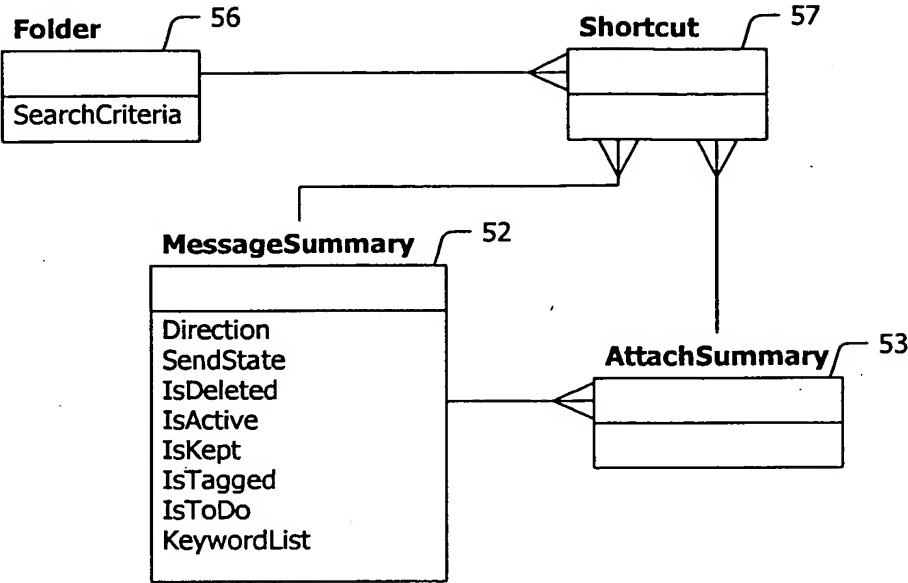 Folder
56
Shortcut
57
SearchCriteria
MessageSummary
52
Direction
SendState
IsDeleted
IsActive
IsKept
IsTagged
IsToDo
KeywordList
AttachSummary
53